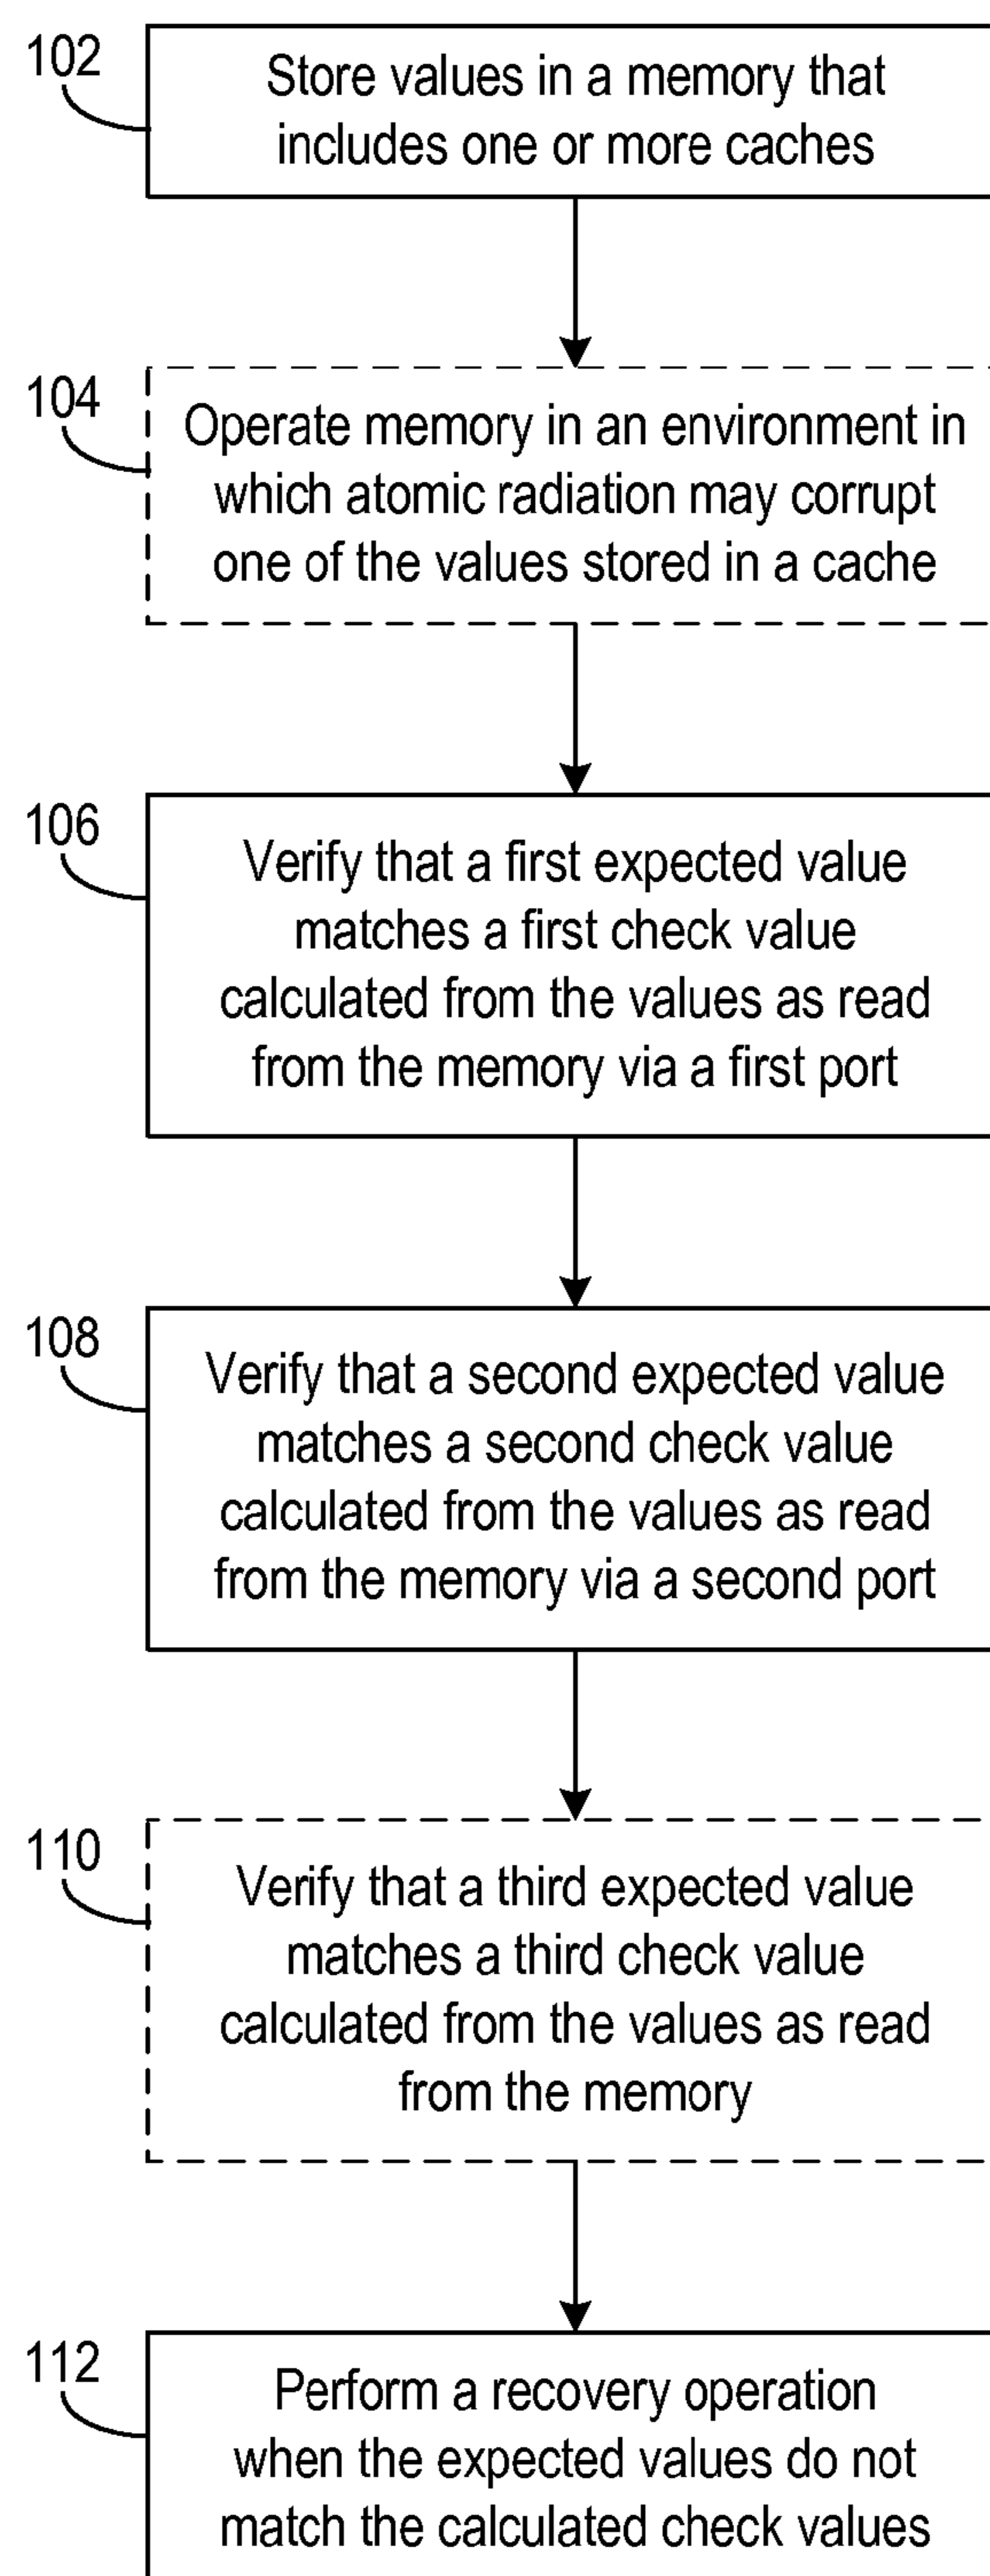 102
Store values in a memory that
includes one or more caches
104
Operate memory in an environment in
which atomic radiation may corrupt
one of the values stored in a cache
106
Verify that a first expected value
matches a first check value
calculated from the values as read
from the memory via a first port
108
Verify that a second expected value
matches a second check value
calculated from the values as read
from the memory via a second port
110
Verify that a third expected value
matches a third check value
calculated from the values as read
from the memory
112
Perform a recovery operation
when the expected values do not
match the calculated check values